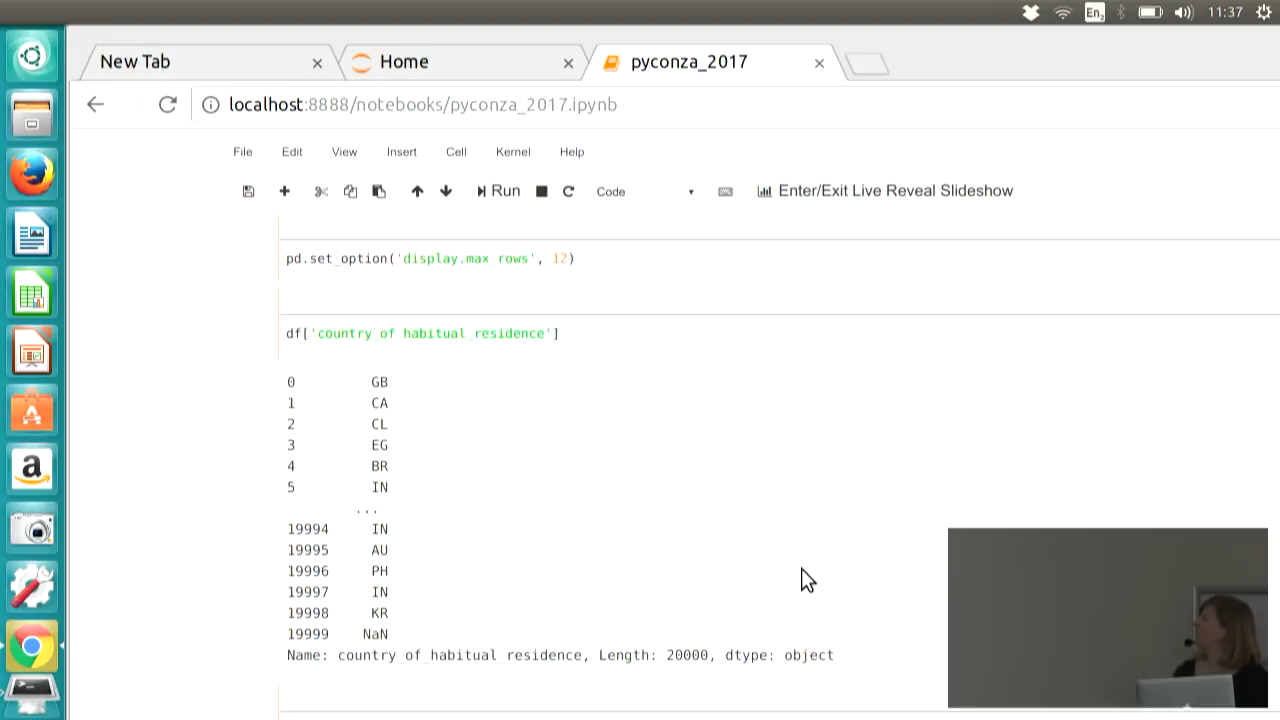 En2 11:37
New Tab × Home × pyconza_2017 ×
localhost:8888/notebooks/pyconza_2017.ipynb
File Edit View Insert Cell Kernel Help
Run Code Enter/Exit Live Reveal Slideshow
pd.set_option('display.max_rows', 12)
df['country_of_habitual_residence']
0 GB
1 CA
2 CL
3 EG
4 BR
5 IN
...
19994 IN
19995 AU
19996 PH
19997 IN
19998 KR
19999 NaN
Name: country_of_habitual_residence, Length: 20000, dtype: object